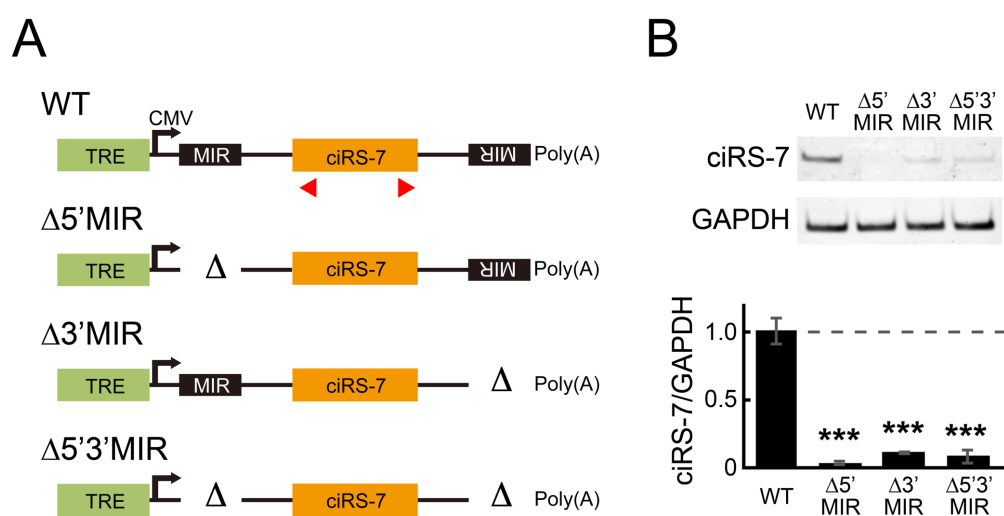 A
WT
CMV
TRE
MIR
ciRS-7
MIR
Poly(A)
Δ5'MIR
TRE
Δ
ciRS-7
MIR
Poly(A)
Δ3'MIR
TRE
MIR
ciRS-7
Δ
Poly(A)
Δ5'3'MIR
TRE
Δ
ciRS-7
Δ
Poly(A)
B
WT
Δ5'
MIR
Δ3'
MIR
Δ5'3'
MIR
ciRS-7
GAPDH
ciRS-7/GAPDH
1.0
0.5
0
***
***
***
WT
Δ5'
MIR
Δ3'
MIR
Δ5'3'
MIR